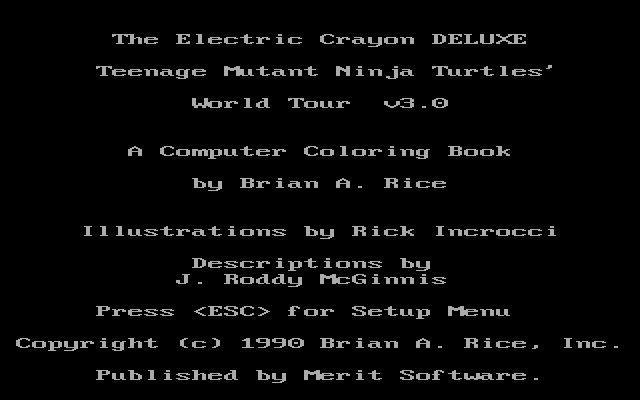 The Electric Crayon DELUXE
Teenage Mutant Ninja Turtles'
World Tour  v3.0
A Computer Coloring Book
by Brian A. Rice
Illustrations by Rick Incrocci
Descriptions by
J. Roddy McGinnis
Press <ESC> for Setup Menu
Copyright (c) 1990 Brian A. Rice, Inc.
Published by Merit Software.